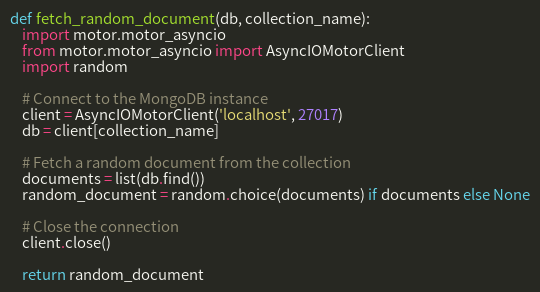 def fetch_random_document(db, collection_name):
    import motor.motor_asyncio
    from motor.motor_asyncio import AsyncIOMotorClient
    import random

    # Connect to the MongoDB instance
    client = AsyncIOMotorClient('localhost', 27017)
    db = client[collection_name]

    # Fetch a random document from the collection
    documents = list(db.find())
    random_document = random.choice(documents) if documents else None

    # Close the connection
    client.close()

    return random_document